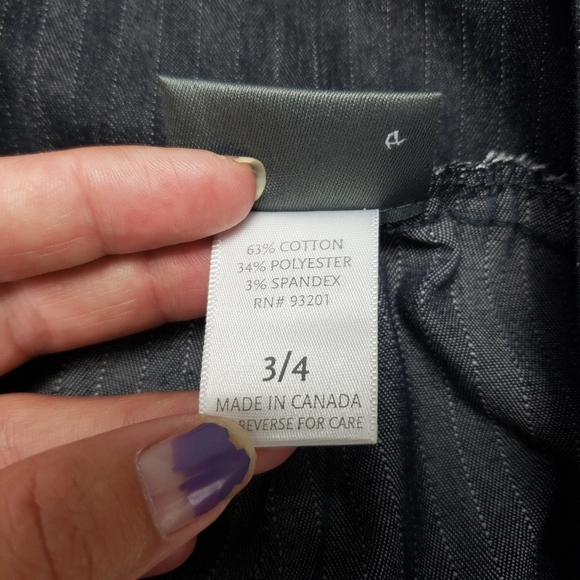 63% COTTON
34% POLYESTER
3% SPANDEX
RN# 93201
3/4
MADE IN CANADA
REVERSE FOR CARE